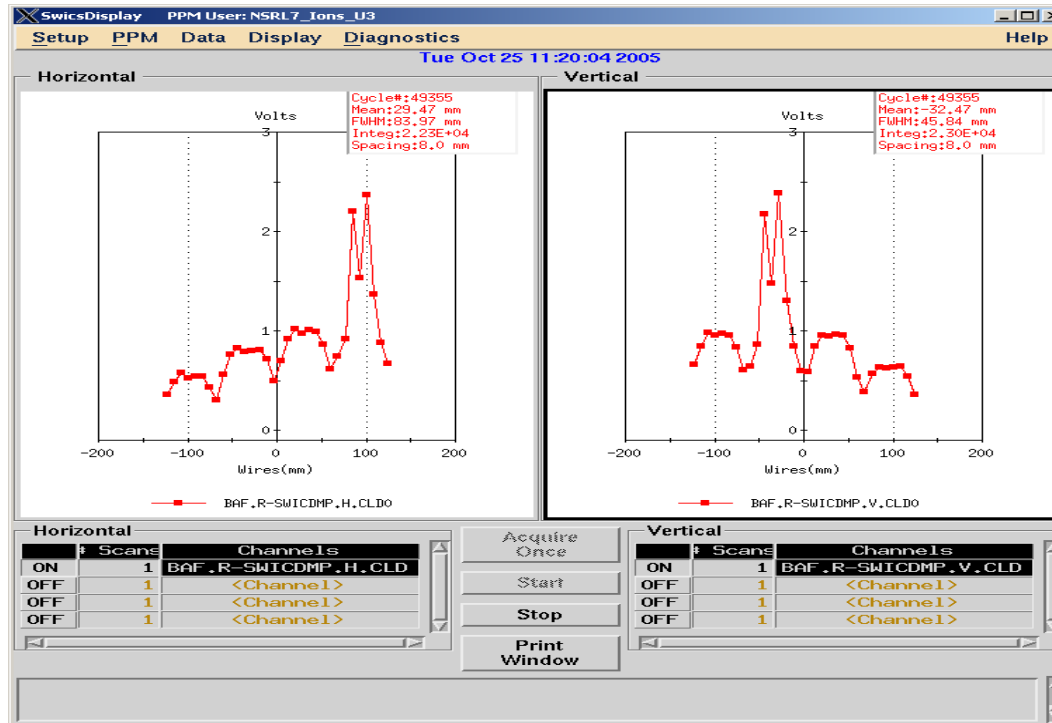 SwicsDisplay PPM User: NSRL7_Ions_U3
Setup PPM Data Display Diagnostics Help
Tue Oct 25 11:20:04 2005
Horizontal
Cycle#:49355
Mean:29.47 mm
FWHM:83.97 mm
Integ:2.23E+04
Spacing:8.0 mm
Volts
3
2
1
0
-200 -100 0 100 200
Wires(mm)
BAF.R-SWICDMP.H.CLD0
Vertical
Cycle#:49355
Mean:-32.47 mm
FWHM:45.84 mm
Integ:2.30E+04
Spacing:8.0 mm
Volts
3
2
1
0
-200 -100 0 100 200
Wires(mm)
BAF.R-SWICDMP.V.CLD0
Horizontal
# Scans Channels
ON 1 BAF.R-SWICDMP.H.CLD
OFF 1 <Channel>
OFF 1 <Channel>
OFF 1 <Channel>
Acquire
Once
Start
Stop
Print
Window
Vertical
# Scans Channels
ON 1 BAF.R-SWICDMP.V.CLD
OFF 1 <Channel>
OFF 1 <Channel>
OFF 1 <Channel>